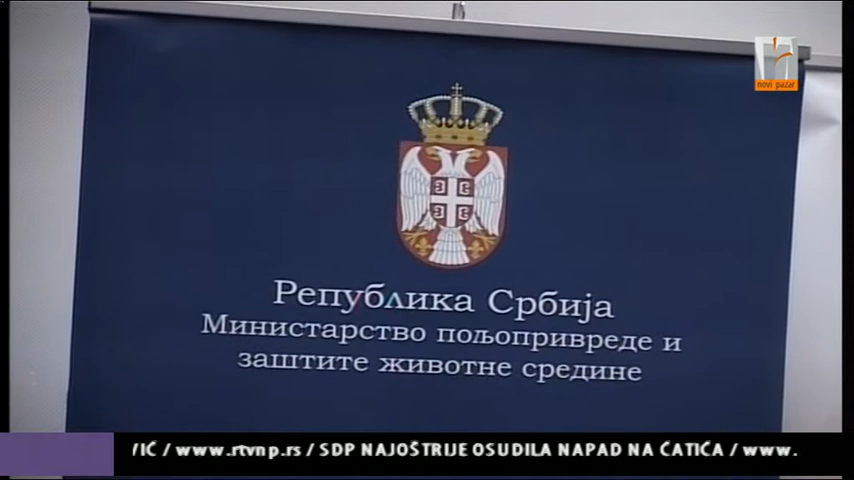 novi pazar
Република Србија
Министарство пољопривреде и
заштите животне средине
VIĆ / www.rtvnp.rs / SDP NAJOŠTRIJE OSUDILA NAPAD NA ĆATIĆA / www.